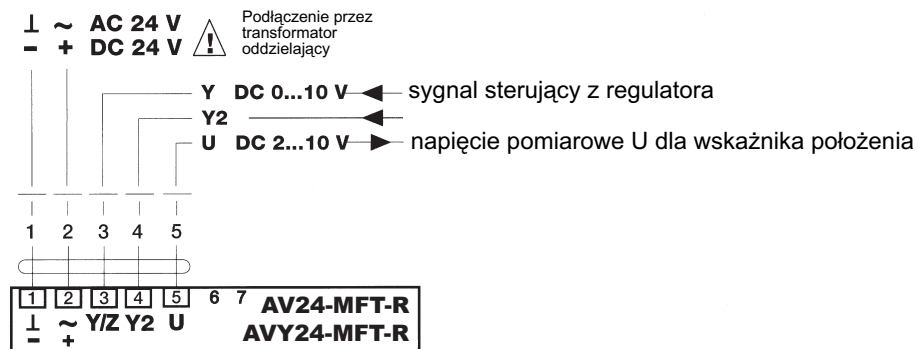 ⊥ ~ AC 24 V
− + DC 24 V
Podłączenie przez
transformator
oddzielający
Y DC 0...10 V sygnal sterujący z regulatora
Y2
U DC 2...10 V napięcie pomiarowe U dla wskażnika położenia
1 2 3 4 5
1 2 3 4 5 6 7
⊥ ~ Y/Z Y2 U
− +
AV24-MFT-R
AVY24-MFT-R